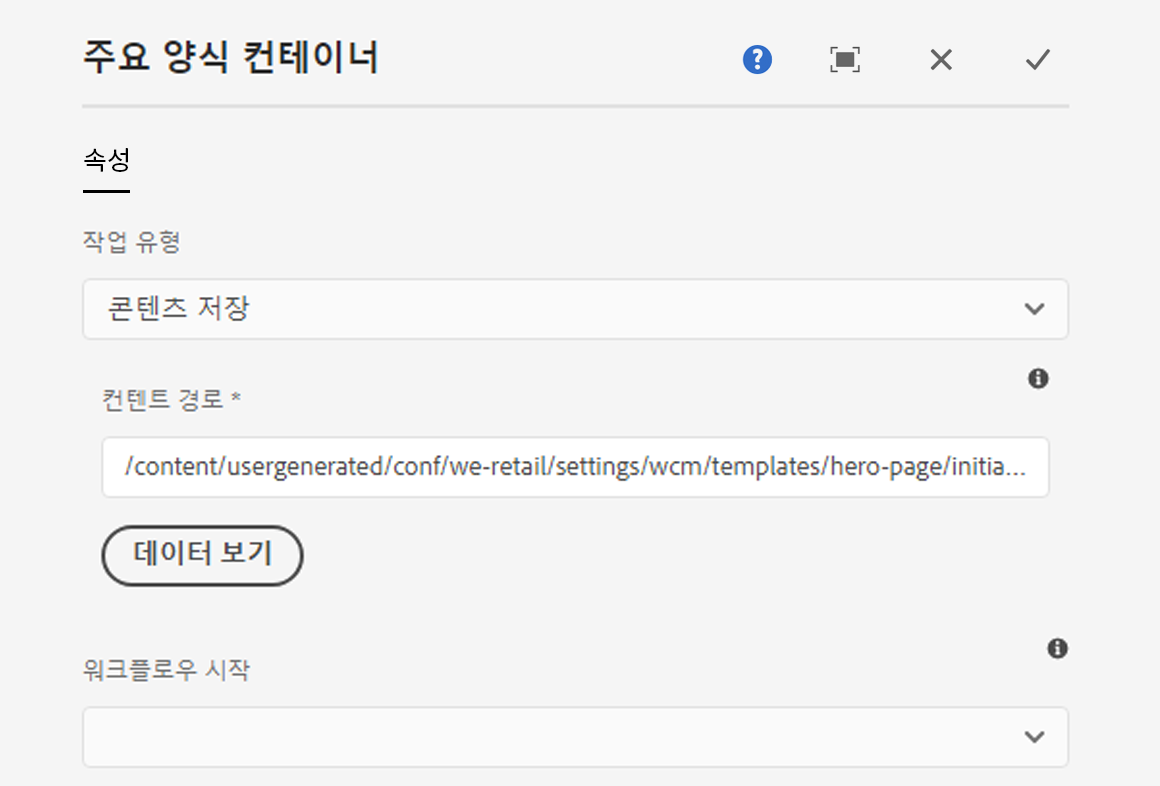 주요 양식 컨테이너
속성
작업 유형
콘텐츠 저장
컨텐트 경로 *
/content/usergenerated/conf/we-retail/settings/wcm/templates/hero-page/initia...
데이터 보기
워크플로우 시작